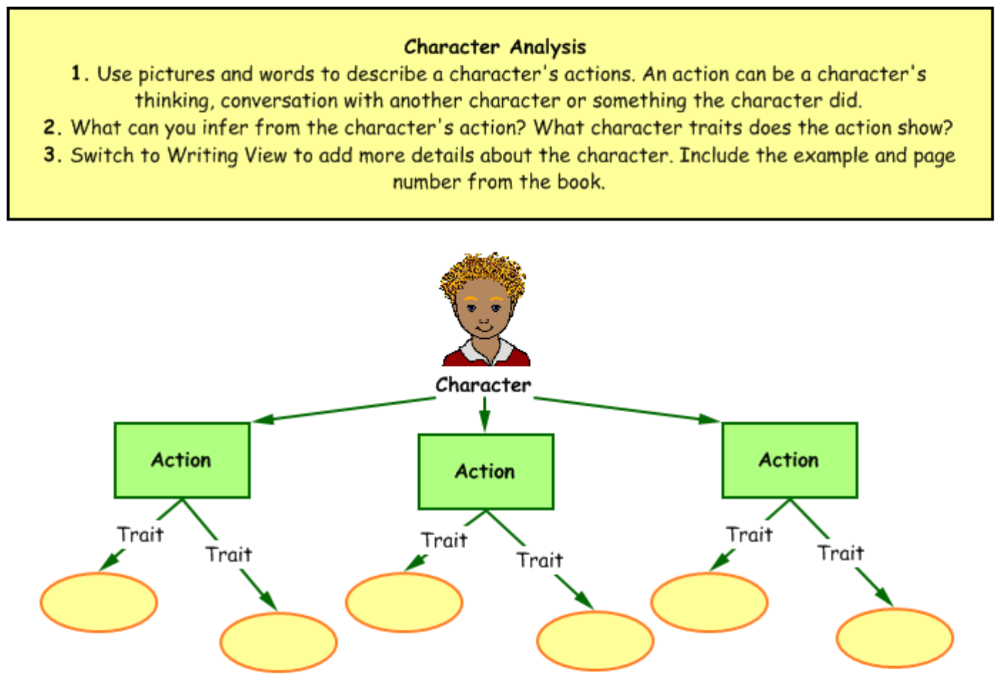 Character Analysis
1. Use pictures and words to describe a character's actions. An action can be a character's
thinking, conversation with another character or something the character did.
2. What can you infer from the character's action? What character traits does the action show?
3. Switch to Writing View to add more details about the character. Include the example and page
number from the book.
Character
Action
Action
Action
Trait
Trait
Trait
Trait
Trait
Trait